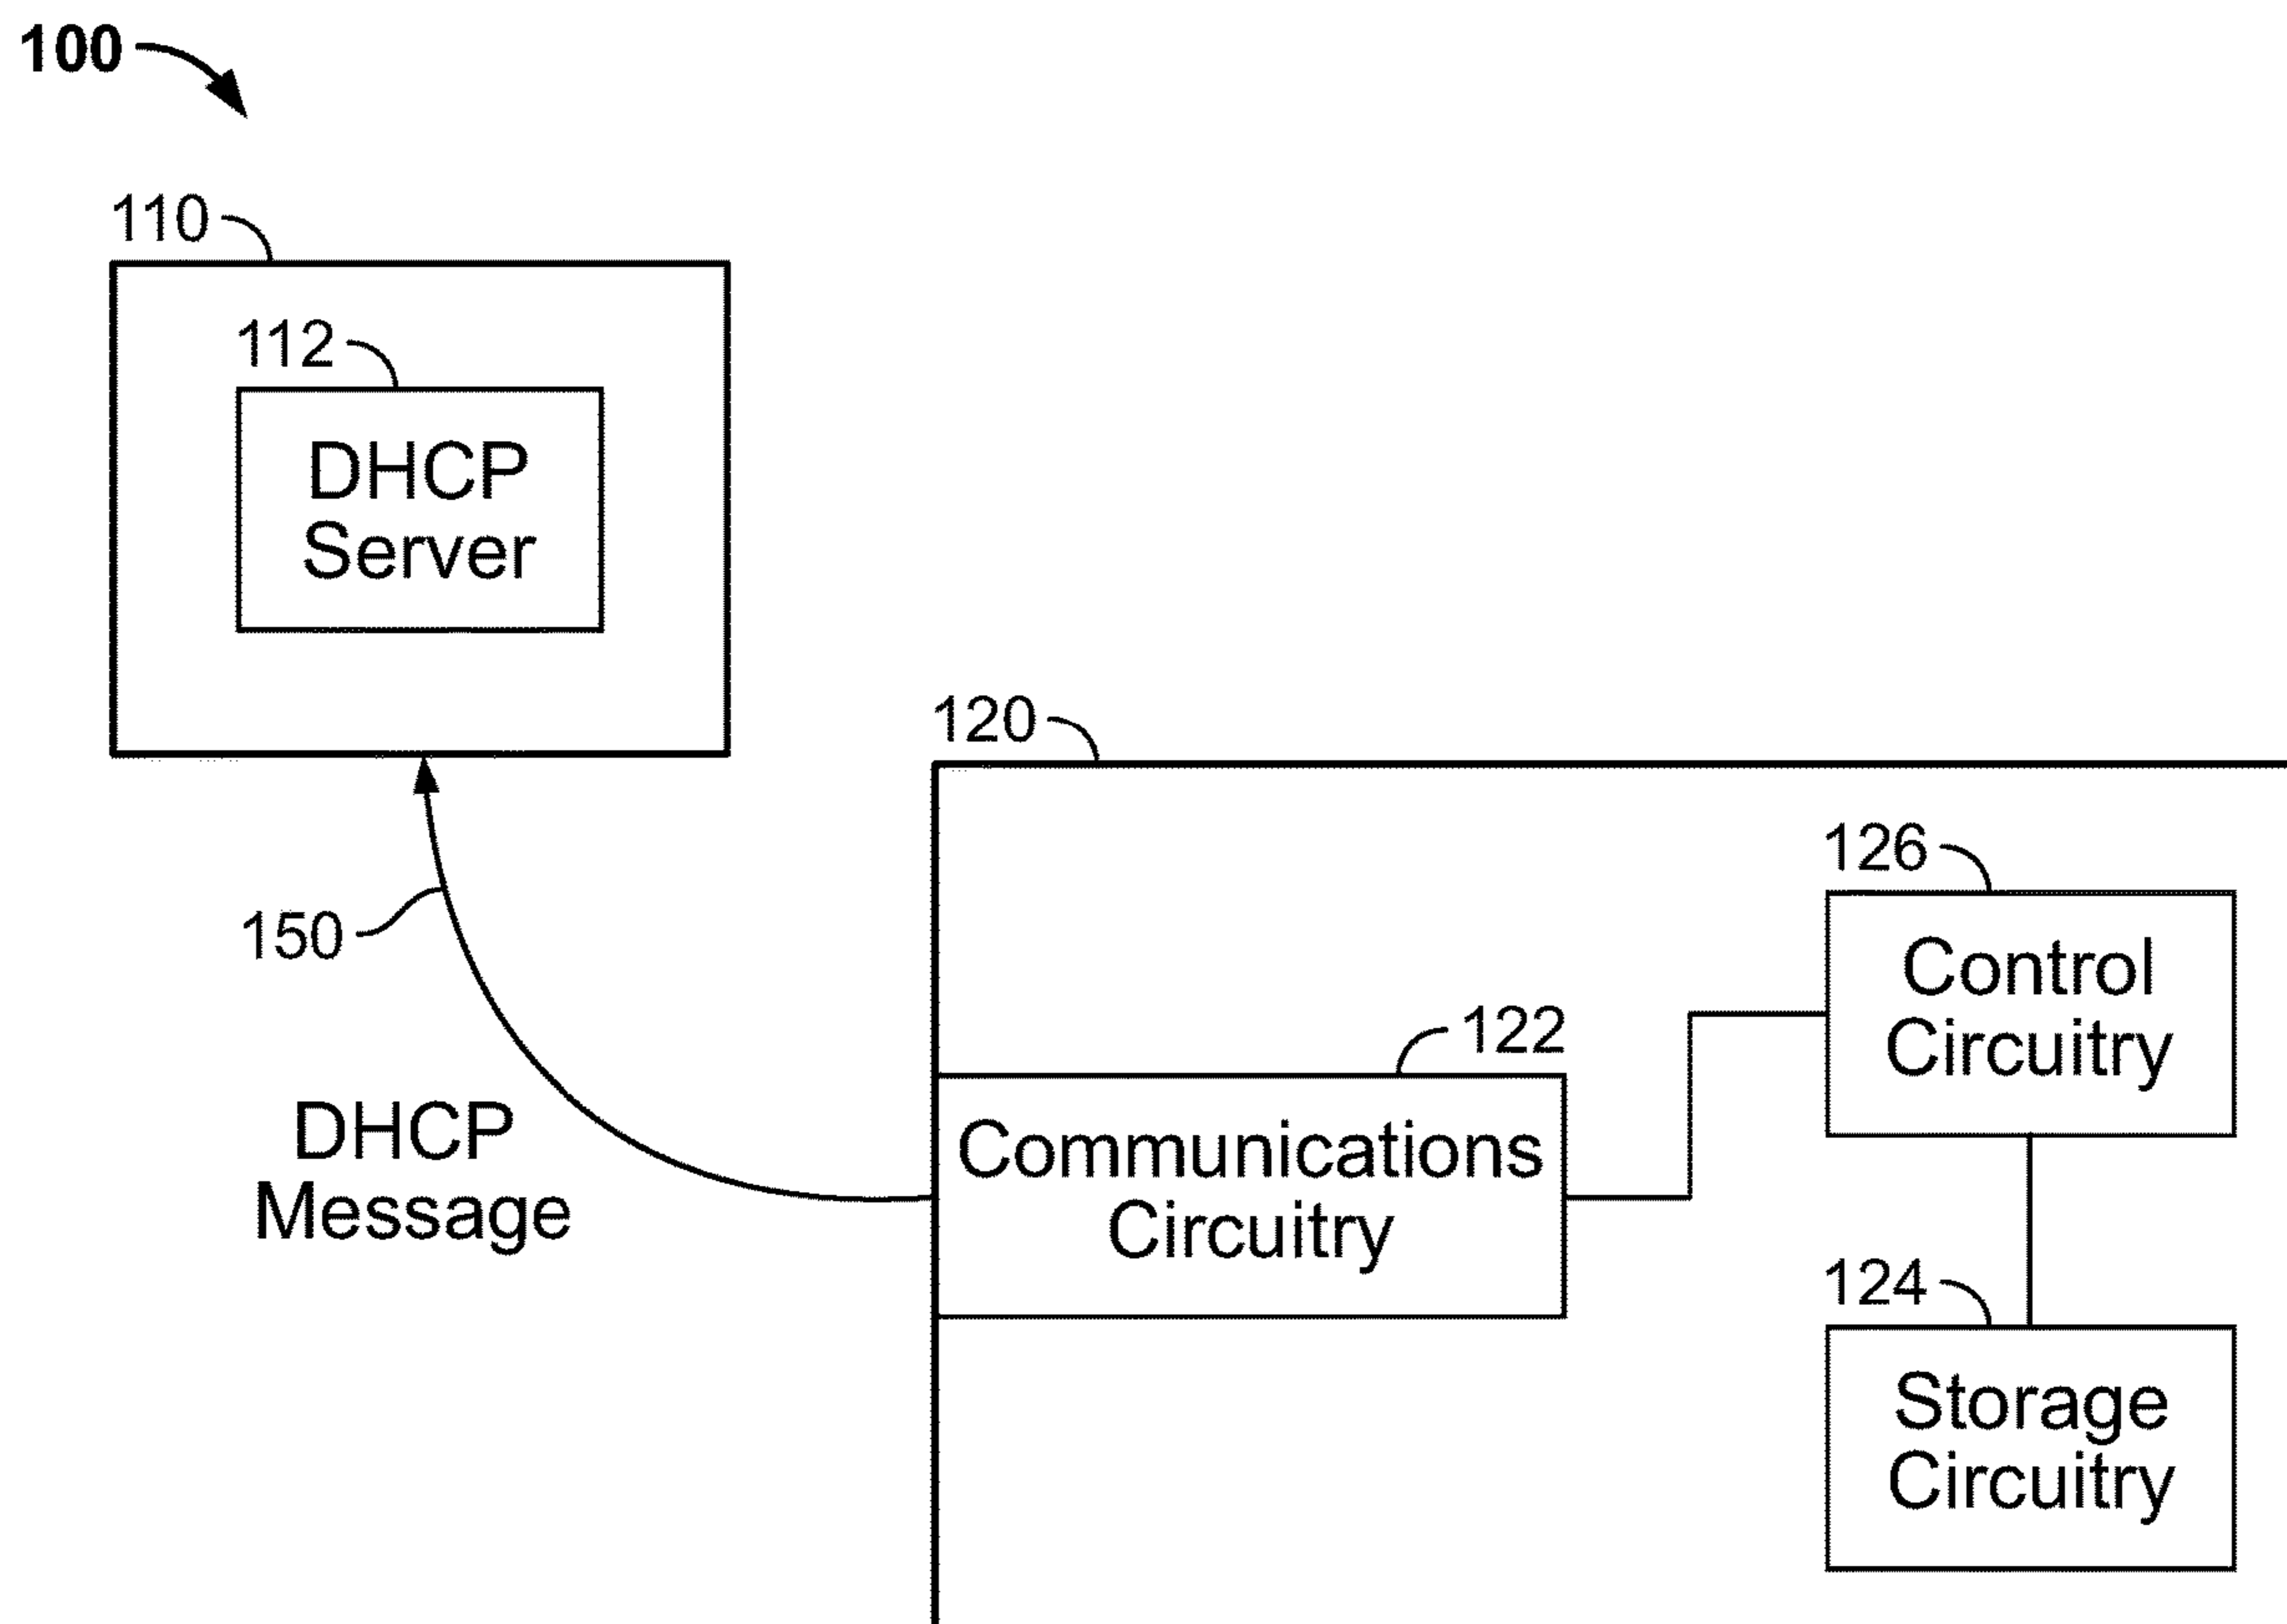 100
110
112
DHCP
Server
120
126
150
Control
Circuitry
122
DHCP
Message
Communications
Circuitry
124
Storage
Circuitry